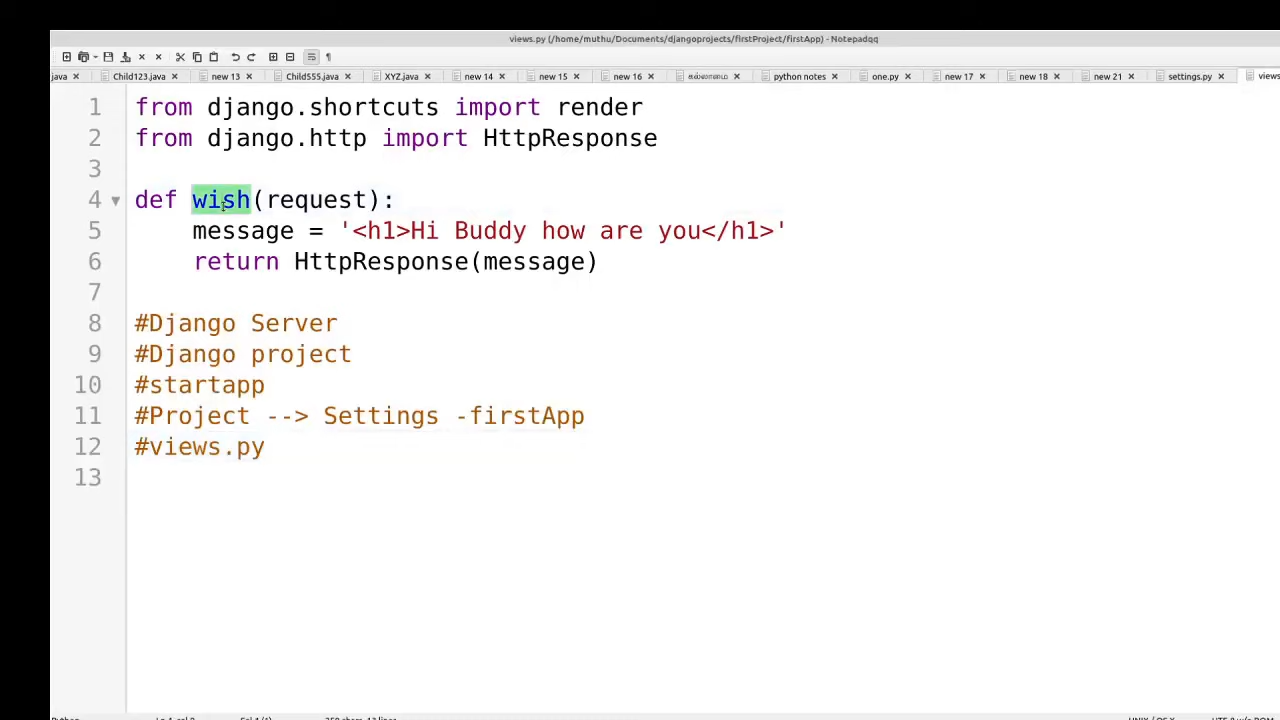 views.py (/home/muthu/Documents/djangoprojects/firstProject/firstApp) - Notepadqq
java Child123.java new 13 Child555.java XYZ.java new 14 new 15 new 16 python notes one.py new 17 new 18 new 21 settings.py views
1 from django.shortcuts import render
2 from django.http import HttpResponse
3
4 def wish(request):
5 message = '<h1>Hi Buddy how are you</h1>'
6 return HttpResponse(message)
7
8 #Django Server
9 #Django project
10 #startapp
11 #Project --> Settings -firstApp
12 #views.py
13